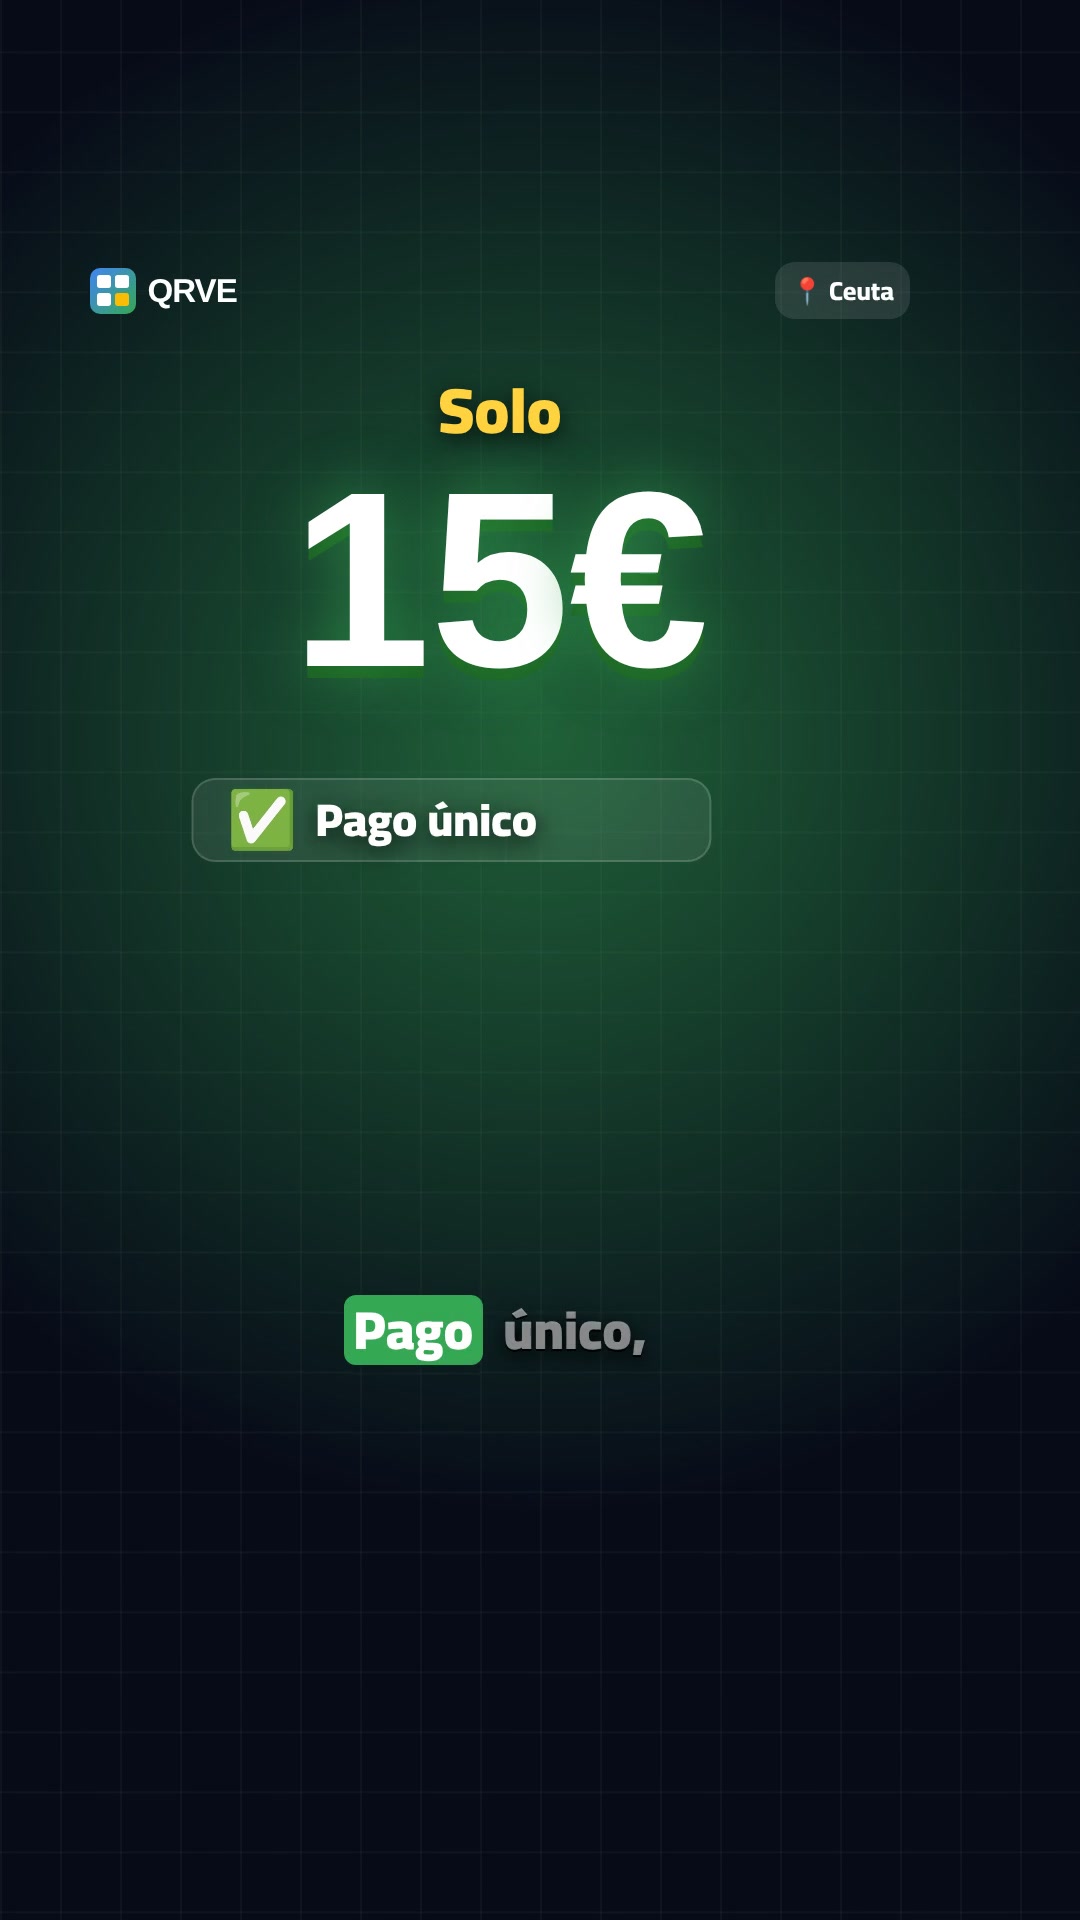 QRVE
📍 Ceuta
Solo
15€
✅ Pago único
Pago único,